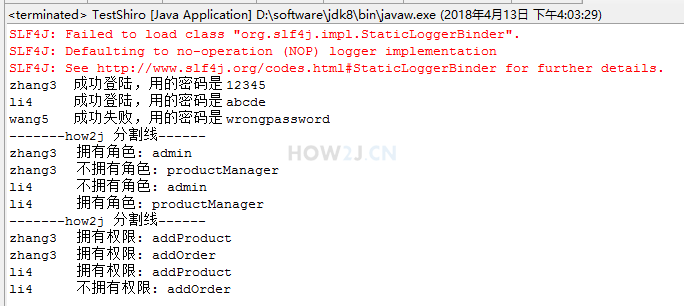 <terminated> TestShiro [Java Application] D:\software\jdk8\bin\javaw.exe (2018年4月13日 下午4:03:29)
SLF4J: Failed to load class "org.slf4j.impl.StaticLoggerBinder".
SLF4J: Defaulting to no-operation (NOP) logger implementation
SLF4J: See http://www.slf4j.org/codes.html#StaticLoggerBinder for further details.
zhang3 成功登陆，用的密码是 12345
li4 成功登陆，用的密码是 abcde
wang5 成功失败，用的密码是 wrongpassword
-------how2j 分割线------
zhang3 拥有角色: admin
zhang3 不拥有角色: productManager
li4 不拥有角色: admin
li4 拥有角色: productManager
-------how2j 分割线------
zhang3 拥有权限: addProduct
zhang3 拥有权限: addOrder
li4 拥有权限: addProduct
li4 不拥有权限: addOrder
HOW2J.CN